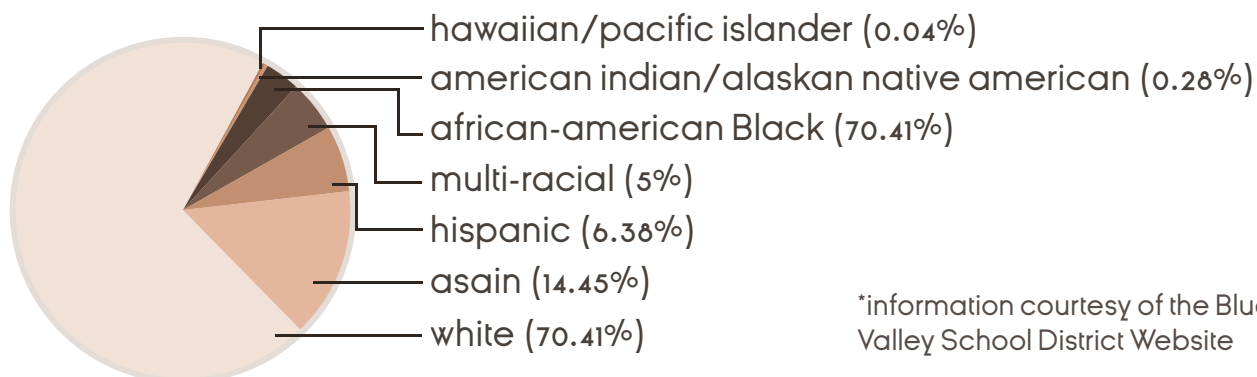 hawaiian/pacific islander (0.04%)
american indian/alaskan native american (0.28%)
african-american Black (70.41%)
multi-racial (5%)
hispanic (6.38%)
asain (14.45%)
white (70.41%)
*information courtesy of the Blue
Valley School District Website